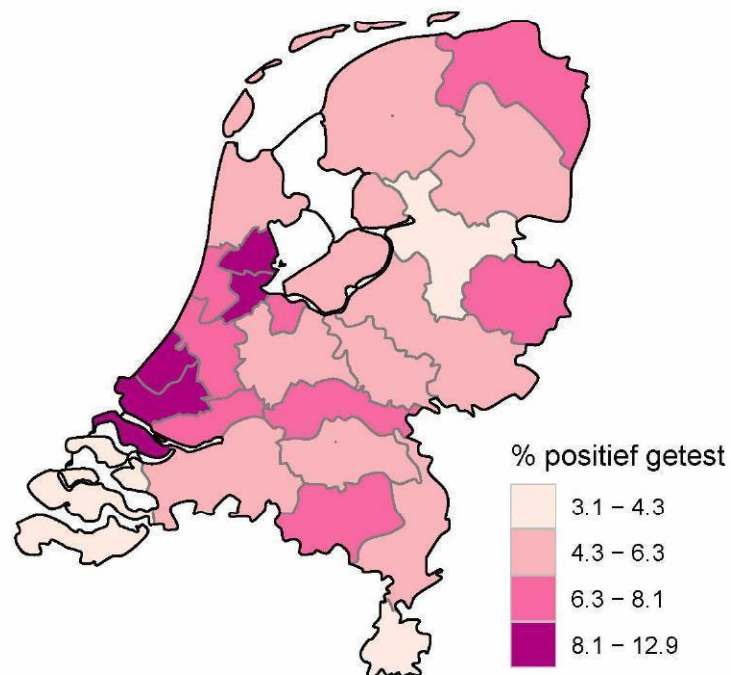 % positief getest
3.1 − 4.3
4.3 − 6.3
6.3 − 8.1
8.1 − 12.9